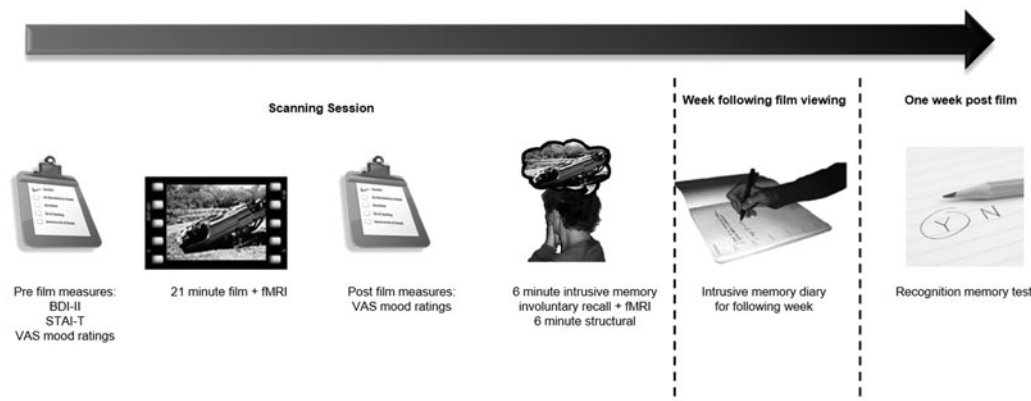 Scanning Session
Week following film viewing
One week post film
Pre film measures:
BDI-II
STAI-T
VAS mood ratings
21 minute film + fMRI
Post film measures:
VAS mood ratings
6 minute intrusive memory
involuntary recall + fMRI
6 minute structural
Intrusive memory diary
for following week
Y N
Recognition memory test